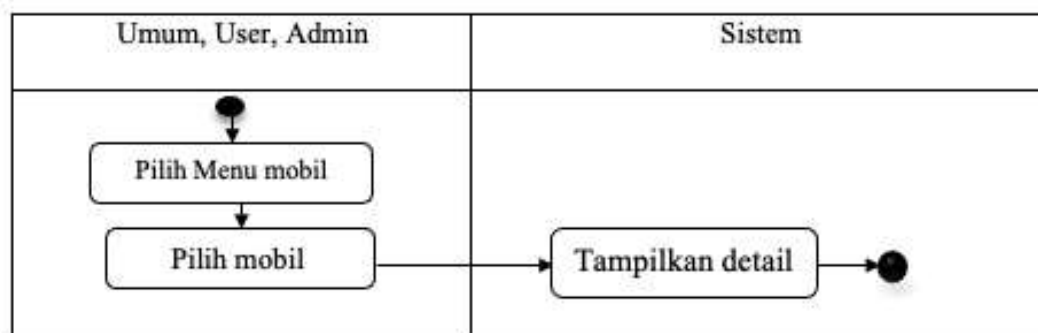 Umum, User, Admin
Sistem
Pilih Menu mobil
Pilih mobil
Tampilkan detail